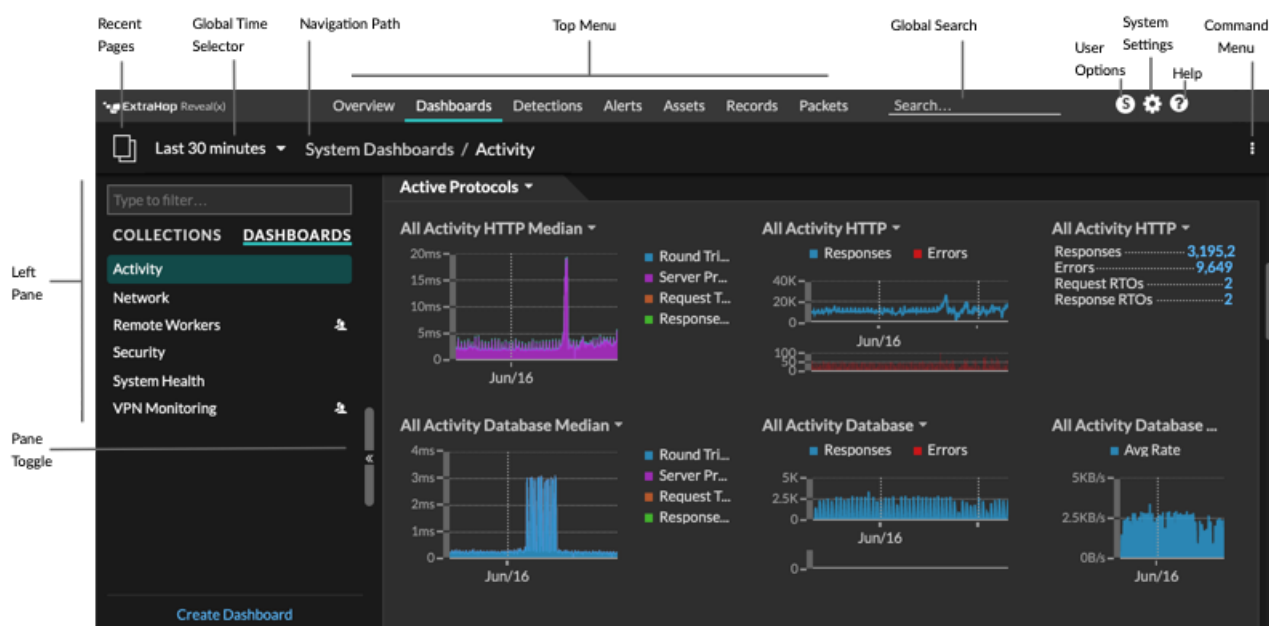 Recent Pages
Global Time Selector
Navigation Path
Top Menu
Global Search
User Options
System Settings
Help
Command Menu
ExtraHop Reveal(x)
Overview Dashboards Detections Alerts Assets Records Packets Search... S ?
Last 30 minutes System Dashboards / Activity
Left Pane
Pane Toggle
Type to filter...
COLLECTIONS DASHBOARDS
Activity
Network
Remote Workers
Security
System Health
VPN Monitoring
Create Dashboard
Active Protocols
All Activity HTTP Median
20ms
15ms
10ms
5ms
0
Jun/16
Round Tri...
Server Pr...
Request T...
Response...
All Activity HTTP
Responses Errors
40K
20K
0
Jun/16
100
50
0
All Activity HTTP
Responses 3,195,2
Errors 9,649
Request RTOs 2
Response RTOs 2
All Activity Database Median
4ms
3ms
2ms
1ms
0
Jun/16
Round Tri...
Server Pr...
Request T...
Response...
All Activity Database
Responses Errors
5K
2.5K
0
Jun/16
0
All Activity Database ...
Avg Rate
5KB/s
2.5KB/s
0B/s
Jun/16